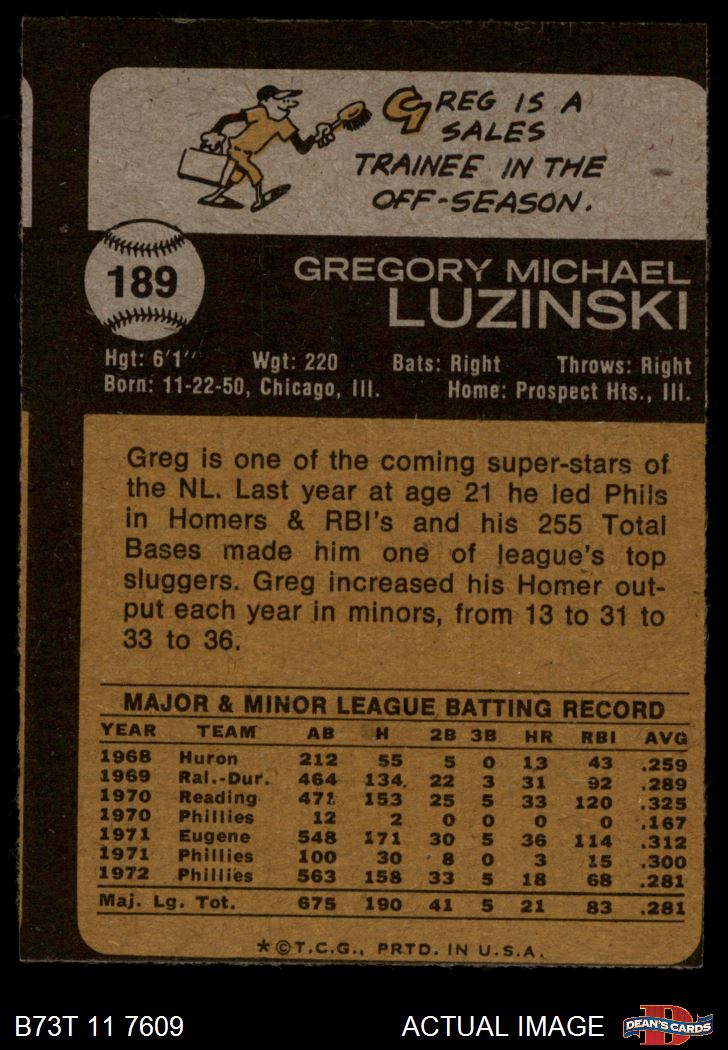 GREG IS A
SALES
TRAINEE IN THE
OFF-SEASON.
189
GREGORY MICHAEL
LUZINSKI
Hgt: 6'1" Wgt: 220 Bats: Right Throws: Right
Born: 11-22-50, Chicago, Ill. Home: Prospect Hts., Ill.
Greg is one of the coming super-stars of
the NL. Last year at age 21 he led Phils
in Homers & RBI's and his 255 Total
Bases made him one of league's top
sluggers. Greg increased his Homer out-
put each year in minors, from 13 to 31 to
33 to 36.
MAJOR & MINOR LEAGUE BATTING RECORD
YEAR TEAM AB H 2B 3B HR RBI AVG
1968 Huron 212 55 5 0 13 43 .259
1969 Ral.-Dur. 464 134 22 3 31 92 .289
1970 Reading 471 153 25 5 33 120 .325
1970 Phillies 12 2 0 0 0 0 .167
1971 Eugene 548 171 30 5 36 114 .312
1971 Phillies 100 30 8 0 3 15 .300
1972 Phillies 563 158 33 5 18 68 .281
Maj. Lg. Tot. 675 190 41 5 21 83 .281
*©T.C.G., PRTD. IN U.S.A.
B73T 11 7609 ACTUAL IMAGE DEAN'S CARDS